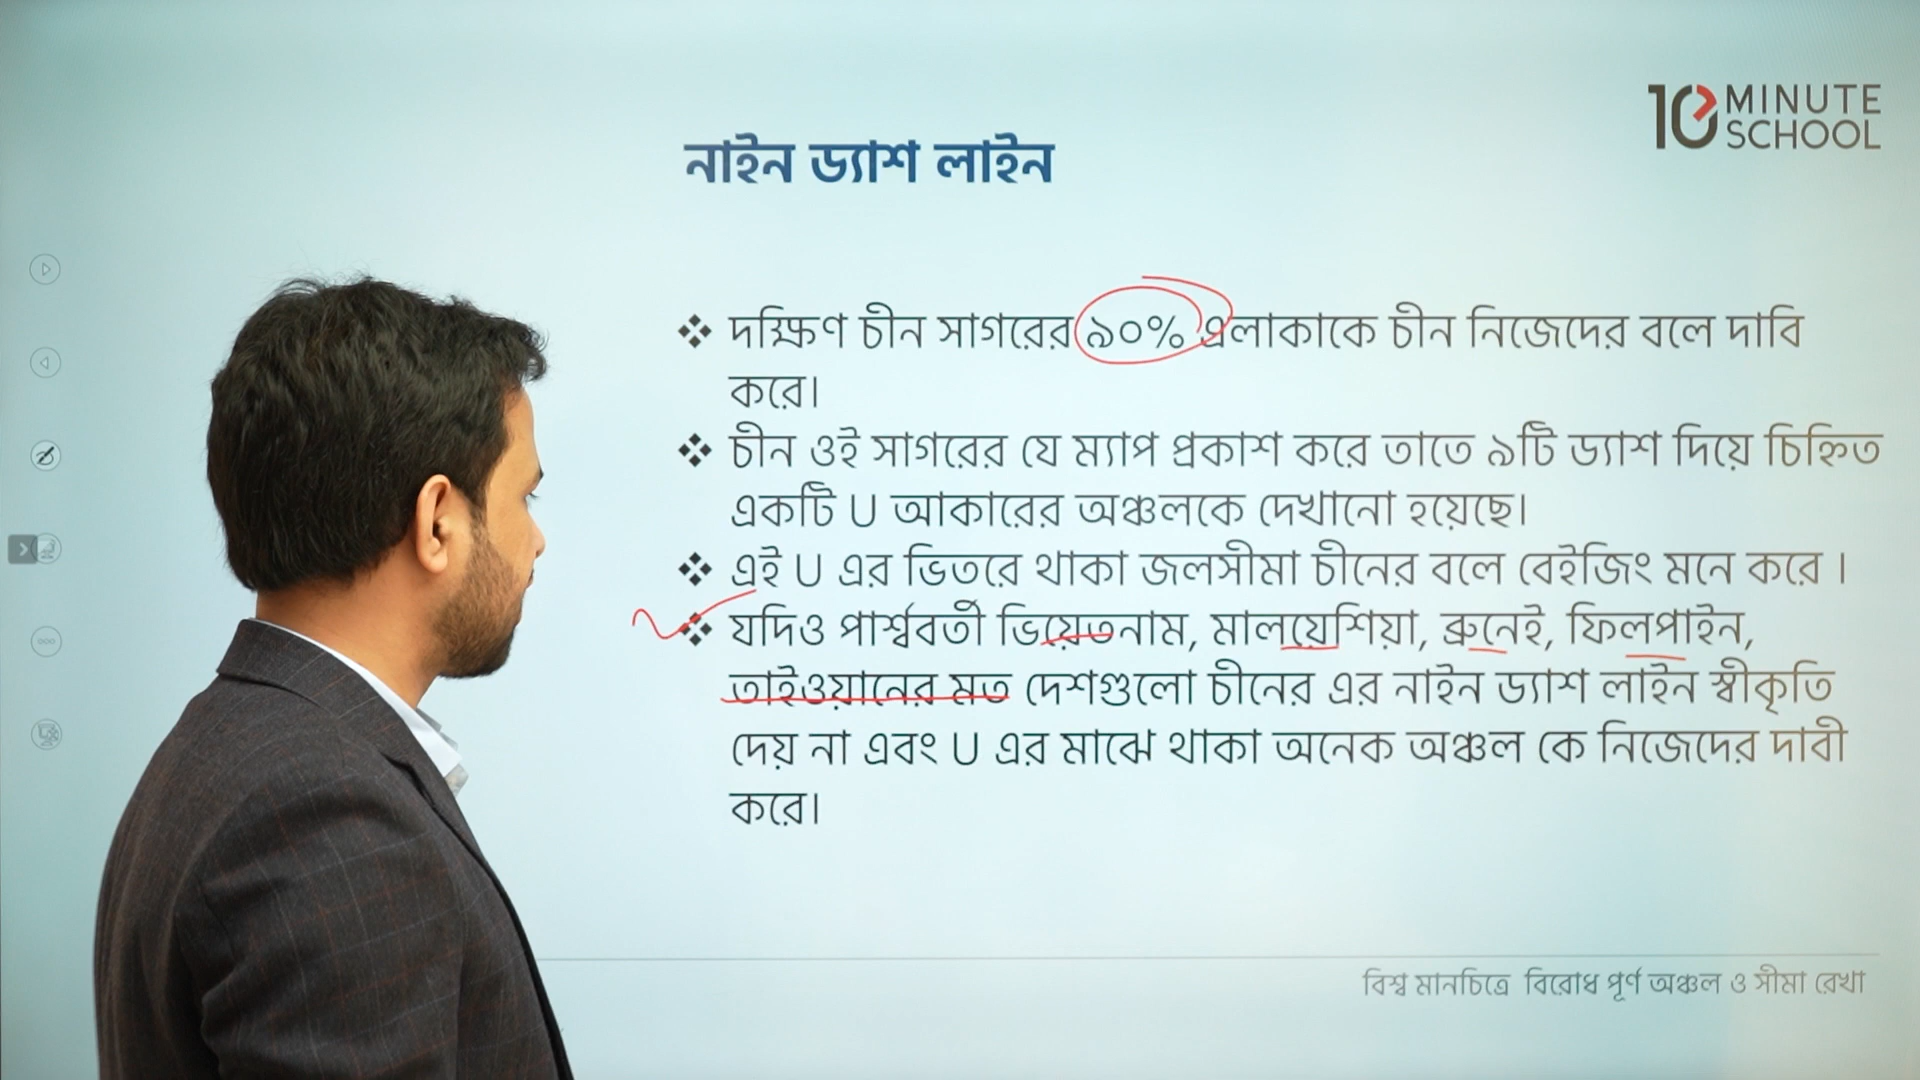 10 MINUTE
SCHOOL
নাইন ড্যাশ লাইন
❖ দক্ষিণ চীন সাগরের ৯০% এলাকাকে চীন নিজেদের বলে দাবি
করে।
❖ চীন ওই সাগরের যে ম্যাপ প্রকাশ করে তাতে ৯টি ড্যাশ দিয়ে চিহ্নিত
একটি U আকারের অঞ্চলকে দেখানো হয়েছে।
❖ এই U এর ভিতরে থাকা জলসীমা চীনের বলে বেইজিং মনে করে ।
❖ যদিও পার্শ্ববর্তী ভিয়েতনাম, মালয়েশিয়া, ব্রুনেই, ফিলপাইন,
তাইওয়ানের মত দেশগুলো চীনের এর নাইন ড্যাশ লাইন স্বীকৃতি
দেয় না এবং U এর মাঝে থাকা অনেক অঞ্চল কে নিজেদের দাবী
করে।
বিশ্ব মানচিত্রে বিরোধ পূর্ণ অঞ্চল ও সীমা রেখা